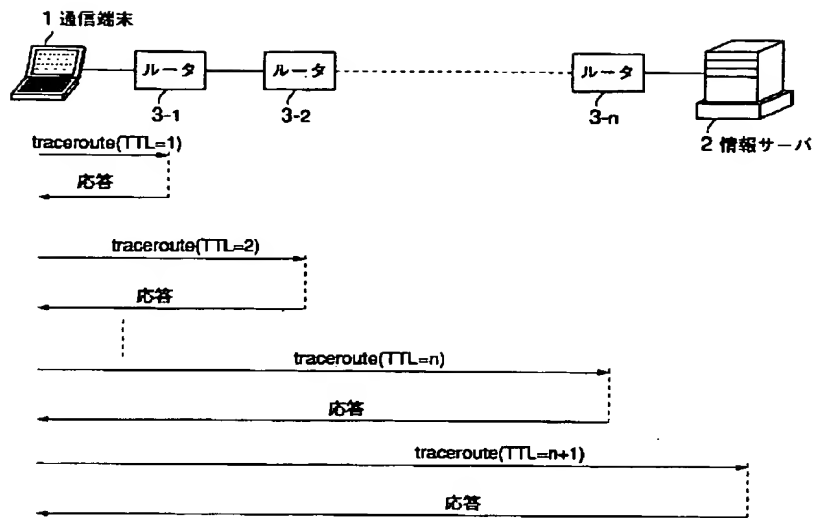 1 通信端末
ルータ
ルータ
ルータ
3-1
3-2
3-n
2 情報サーバ
traceroute(TTL=1)
応答
traceroute(TTL=2)
応答
traceroute(TTL=n)
応答
traceroute(TTL=n+1)
応答